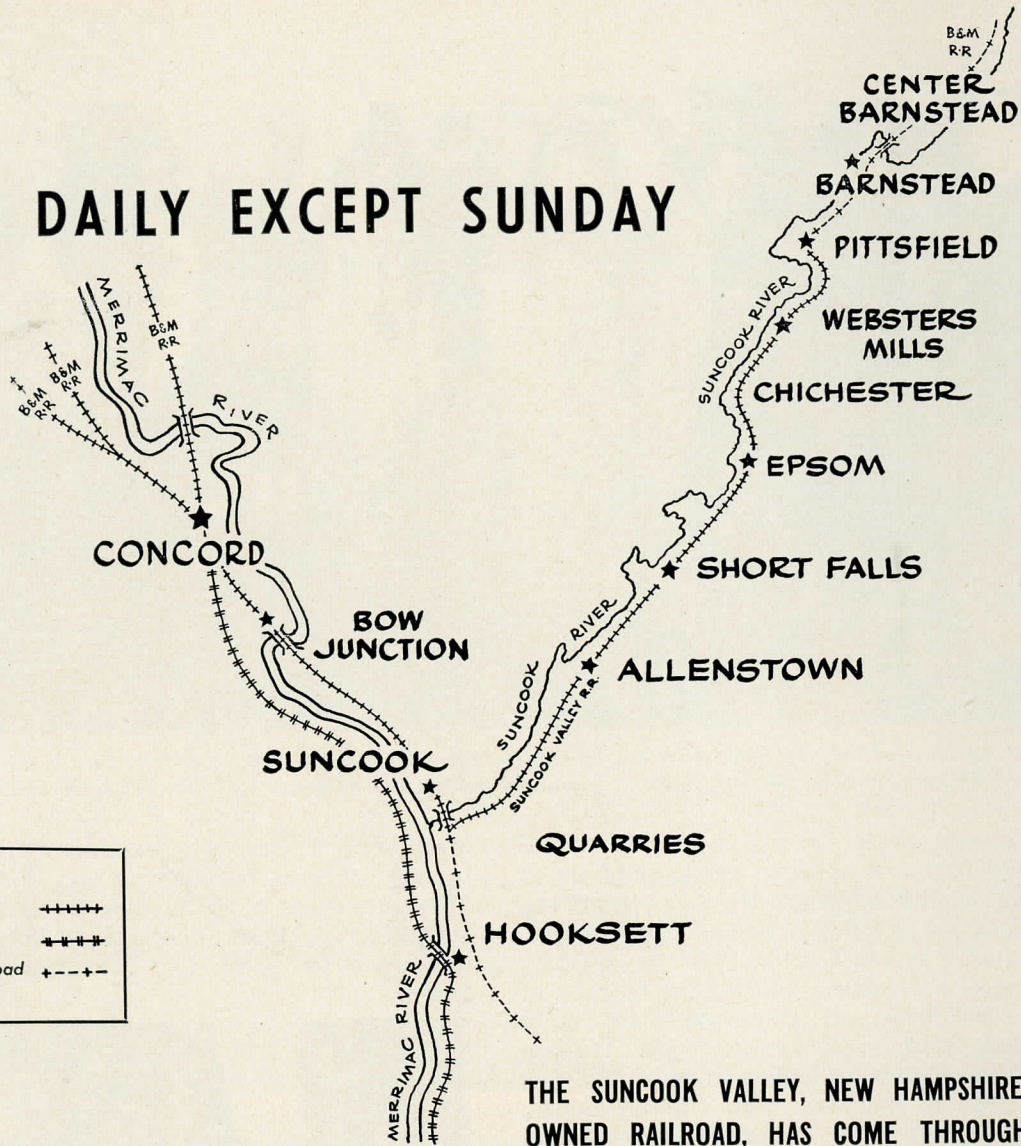 B&M
R·R
CENTER
BARNSTEAD
BARNSTEAD
DAILY EXCEPT SUNDAY
PITTSFIELD
SUNCOOK RIVER
WEBSTERS
MILLS
CHICHESTER
EPSOM
MERRIMAC
RIVER
B&M
R·R
B&M
R·R
B&M
R·R
CONCORD
SHORT FALLS
BOW
JUNCTION
SUNCOOK RIVER
ALLENSTOWN
SUNCOOK VALLEY R.R.
SUNCOOK
QUARRIES
HOOKSETT
MERRIMAC RIVER
THE SUNCOOK VALLEY, NEW HAMPSHIRE
OWNED RAILROAD, HAS COME THROUGH